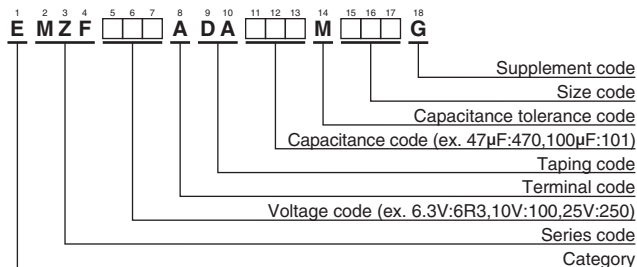 1 2 3 4 5 6 7 8 9 10 11 12 13 14 15 16 17 18
E M Z F □□□ A D A □□□ M □□□ G
Supplement code
Size code
Capacitance tolerance code
Capacitance code (ex. 47µF:470,100µF:101)
Taping code
Terminal code
Voltage code (ex. 6.3V:6R3,10V:100,25V:250)
Series code
Category